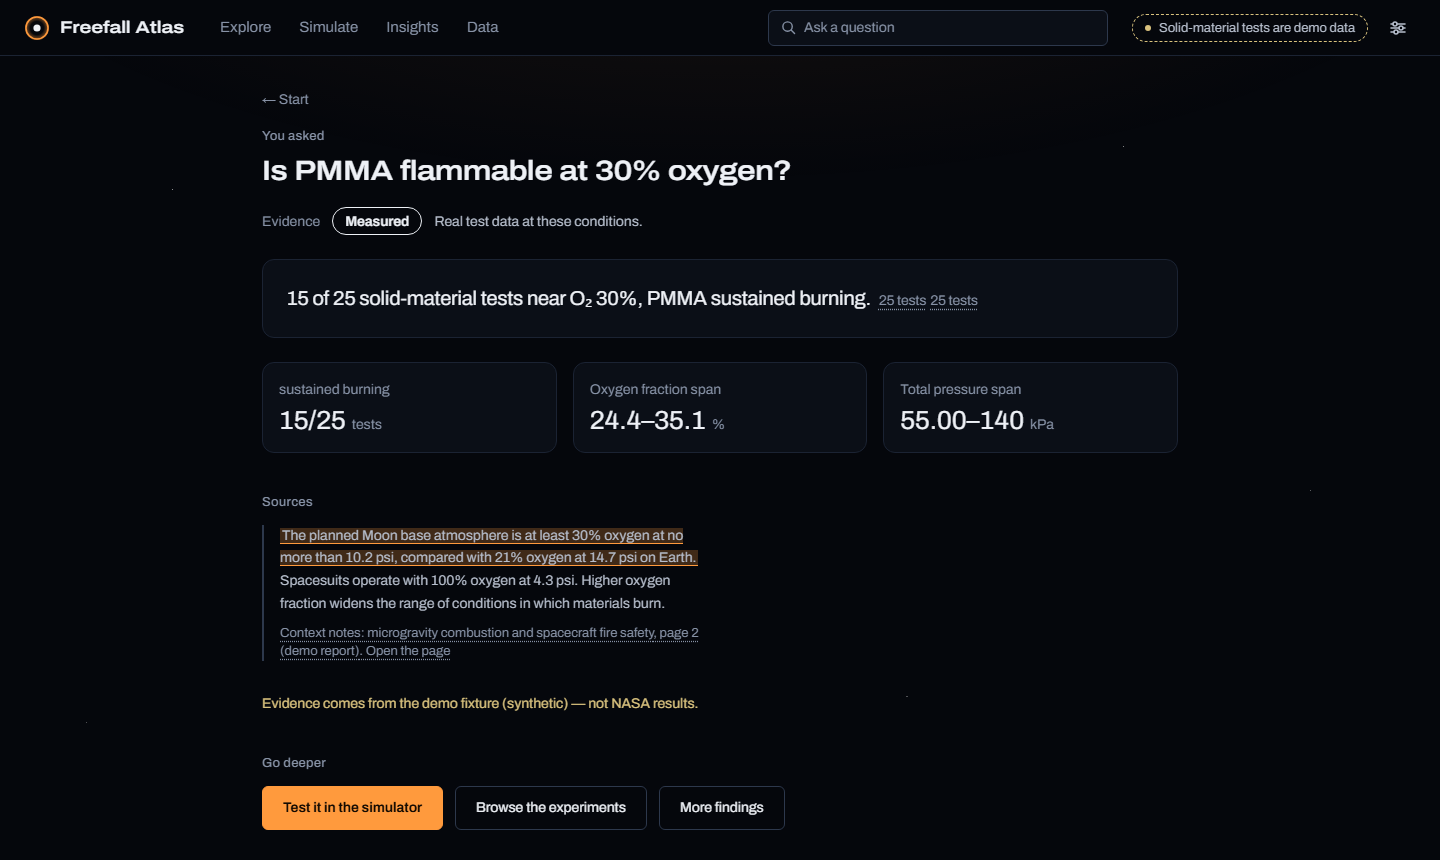 Freefall Atlas
Explore
Simulate
Insights
Data
Ask a question
Solid-material tests are demo data
← Start
You asked
Is PMMA flammable at 30% oxygen?
Evidence
Measured
Real test data at these conditions.
15 of 25 solid-material tests near O₂ 30%, PMMA sustained burning. 25 tests 25 tests
sustained burning
15/25 tests
Oxygen fraction span
24.4–35.1 %
Total pressure span
55.00–140 kPa
Sources
The planned Moon base atmosphere is at least 30% oxygen at no
more than 10.2 psi, compared with 21% oxygen at 14.7 psi on Earth.
Spacesuits operate with 100% oxygen at 4.3 psi. Higher oxygen
fraction widens the range of conditions in which materials burn.
Context notes: microgravity combustion and spacecraft fire safety, page 2
(demo report). Open the page
Evidence comes from the demo fixture (synthetic) — not NASA results.
Go deeper
Test it in the simulator
Browse the experiments
More findings